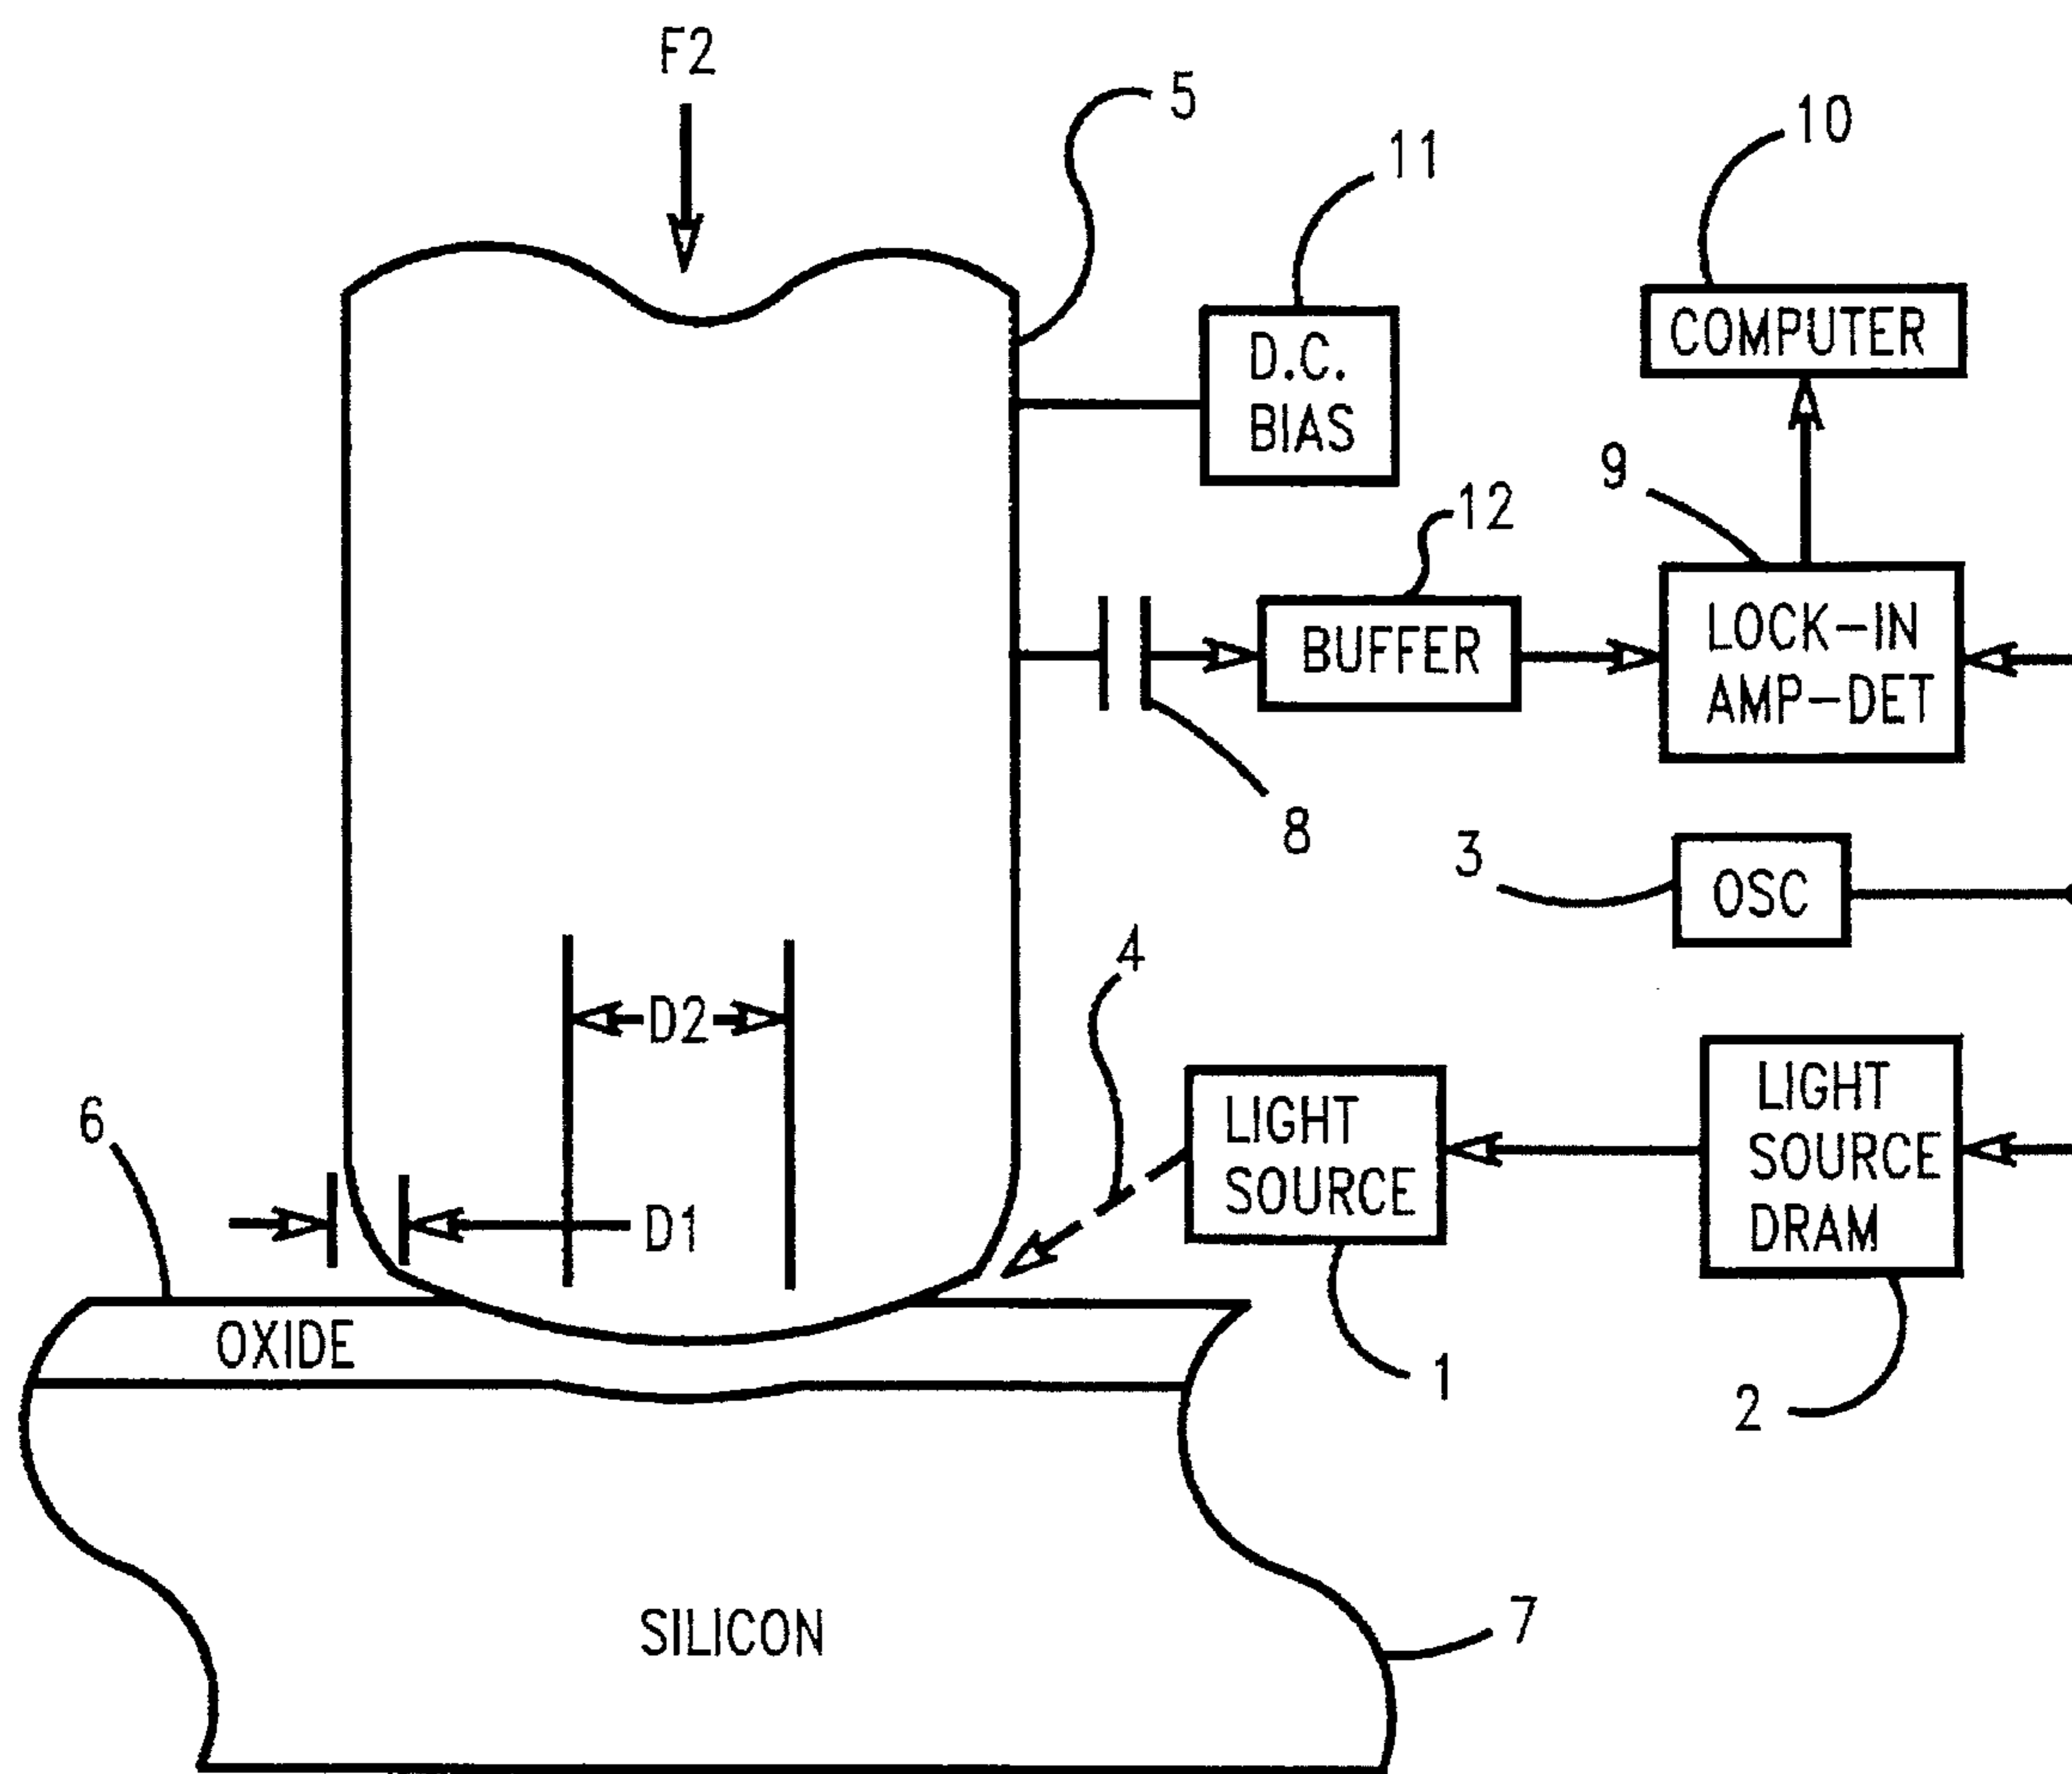 F2
5
11
10
D.C.
BIAS
COMPUTER
9
12
BUFFER
LOCK-IN
AMP-DET
8
3
OSC
4
D2
6
LIGHT
SOURCE
LIGHT
SOURCE
DRAM
D1
OXIDE
1
2
SILICON
7